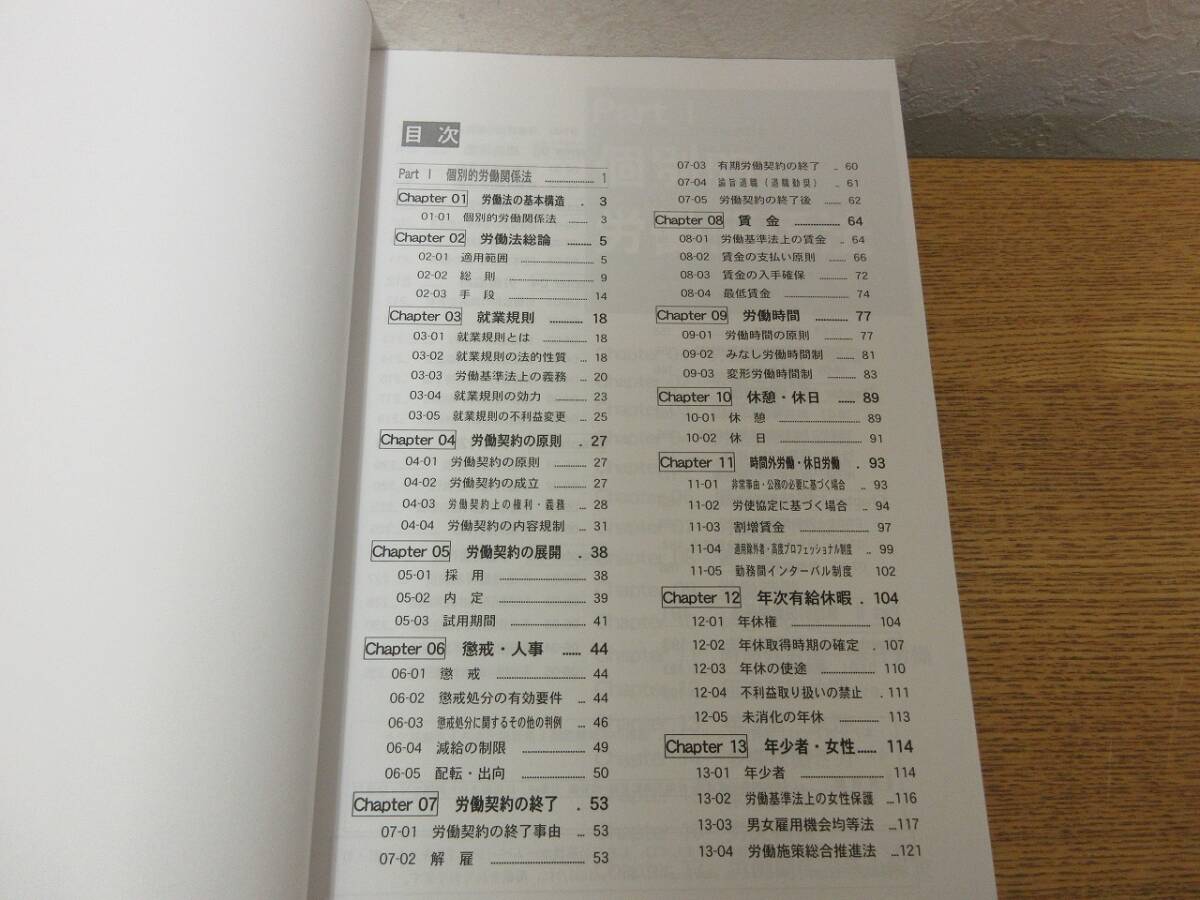 目 次
Part Ⅰ 個別的労働関係法 ……… 1
Chapter 01 労働法の基本構造 . 3
01-01 個別的労働関係法 ……… 3
Chapter 02 労働法総論 ……… 5
02-01 適用範囲 ……… 5
02-02 総 則 ……… 9
02-03 手 段 ……… 14
Chapter 03 就業規則 ……… 18
03-01 就業規則とは ……… 18
03-02 就業規則の法的性質 … 18
03-03 労働基準法上の義務 … 20
03-04 就業規則の効力 ……… 23
03-05 就業規則の不利益変更 … 25
Chapter 04 労働契約の原則 . 27
04-01 労働契約の原則 ……… 27
04-02 労働契約の成立 ……… 27
04-03 労働契約上の権利・義務 … 28
04-04 労働契約の内容規制 … 31
Chapter 05 労働契約の展開 . 38
05-01 採 用 ……… 38
05-02 内 定 ……… 39
05-03 試用期間 ……… 41
Chapter 06 懲戒・人事 …… 44
06-01 懲 戒 ……… 44
06-02 懲戒処分の有効要件 … 44
06-03 懲戒処分に関するその他の判例 … 46
06-04 減給の制限 ……… 49
06-05 配転・出向 ……… 50
Chapter 07 労働契約の終了 . 53
07-01 労働契約の終了事由 … 53
07-02 解 雇 ……… 53
07-03 有期労働契約の終了 .. 60
07-04 諭旨退職（退職勧奨） .. 61
07-05 労働契約の終了後 … 62
Chapter 08 賃 金 ……… 64
08-01 労働基準法上の賃金 .. 64
08-02 賃金の支払い原則 …… 66
08-03 賃金の入手確保 ……… 72
08-04 最低賃金 ……… 74
Chapter 09 労働時間 ……… 77
09-01 労働時間の原則 ……… 77
09-02 みなし労働時間制 …… 81
09-03 変形労働時間制 ……… 83
Chapter 10 休憩・休日 …… 89
10-01 休 憩 ……… 89
10-02 休 日 ……… 91
Chapter 11 時間外労働・休日労働 . 93
11-01 非常事由・公務の必要に基づく場合 .. 93
11-02 労使協定に基づく場合 .. 94
11-03 割増賃金 ……… 97
11-04 適用除外者・高度プロフェッショナル制度 .. 99
11-05 勤務間インターバル制度 102
Chapter 12 年次有給休暇 . 104
12-01 年休権 ……… 104
12-02 年休取得時期の確定 . 107
12-03 年休の使途 ……… 110
12-04 不利益取り扱いの禁止 . 111
12-05 未消化の年休 ……… 113
Chapter 13 年少者・女性 …… 114
13-01 年少者 ……… 114
13-02 労働基準法上の女性保護 …116
13-03 男女雇用機会均等法 …117
13-04 労働施策総合推進法 …121